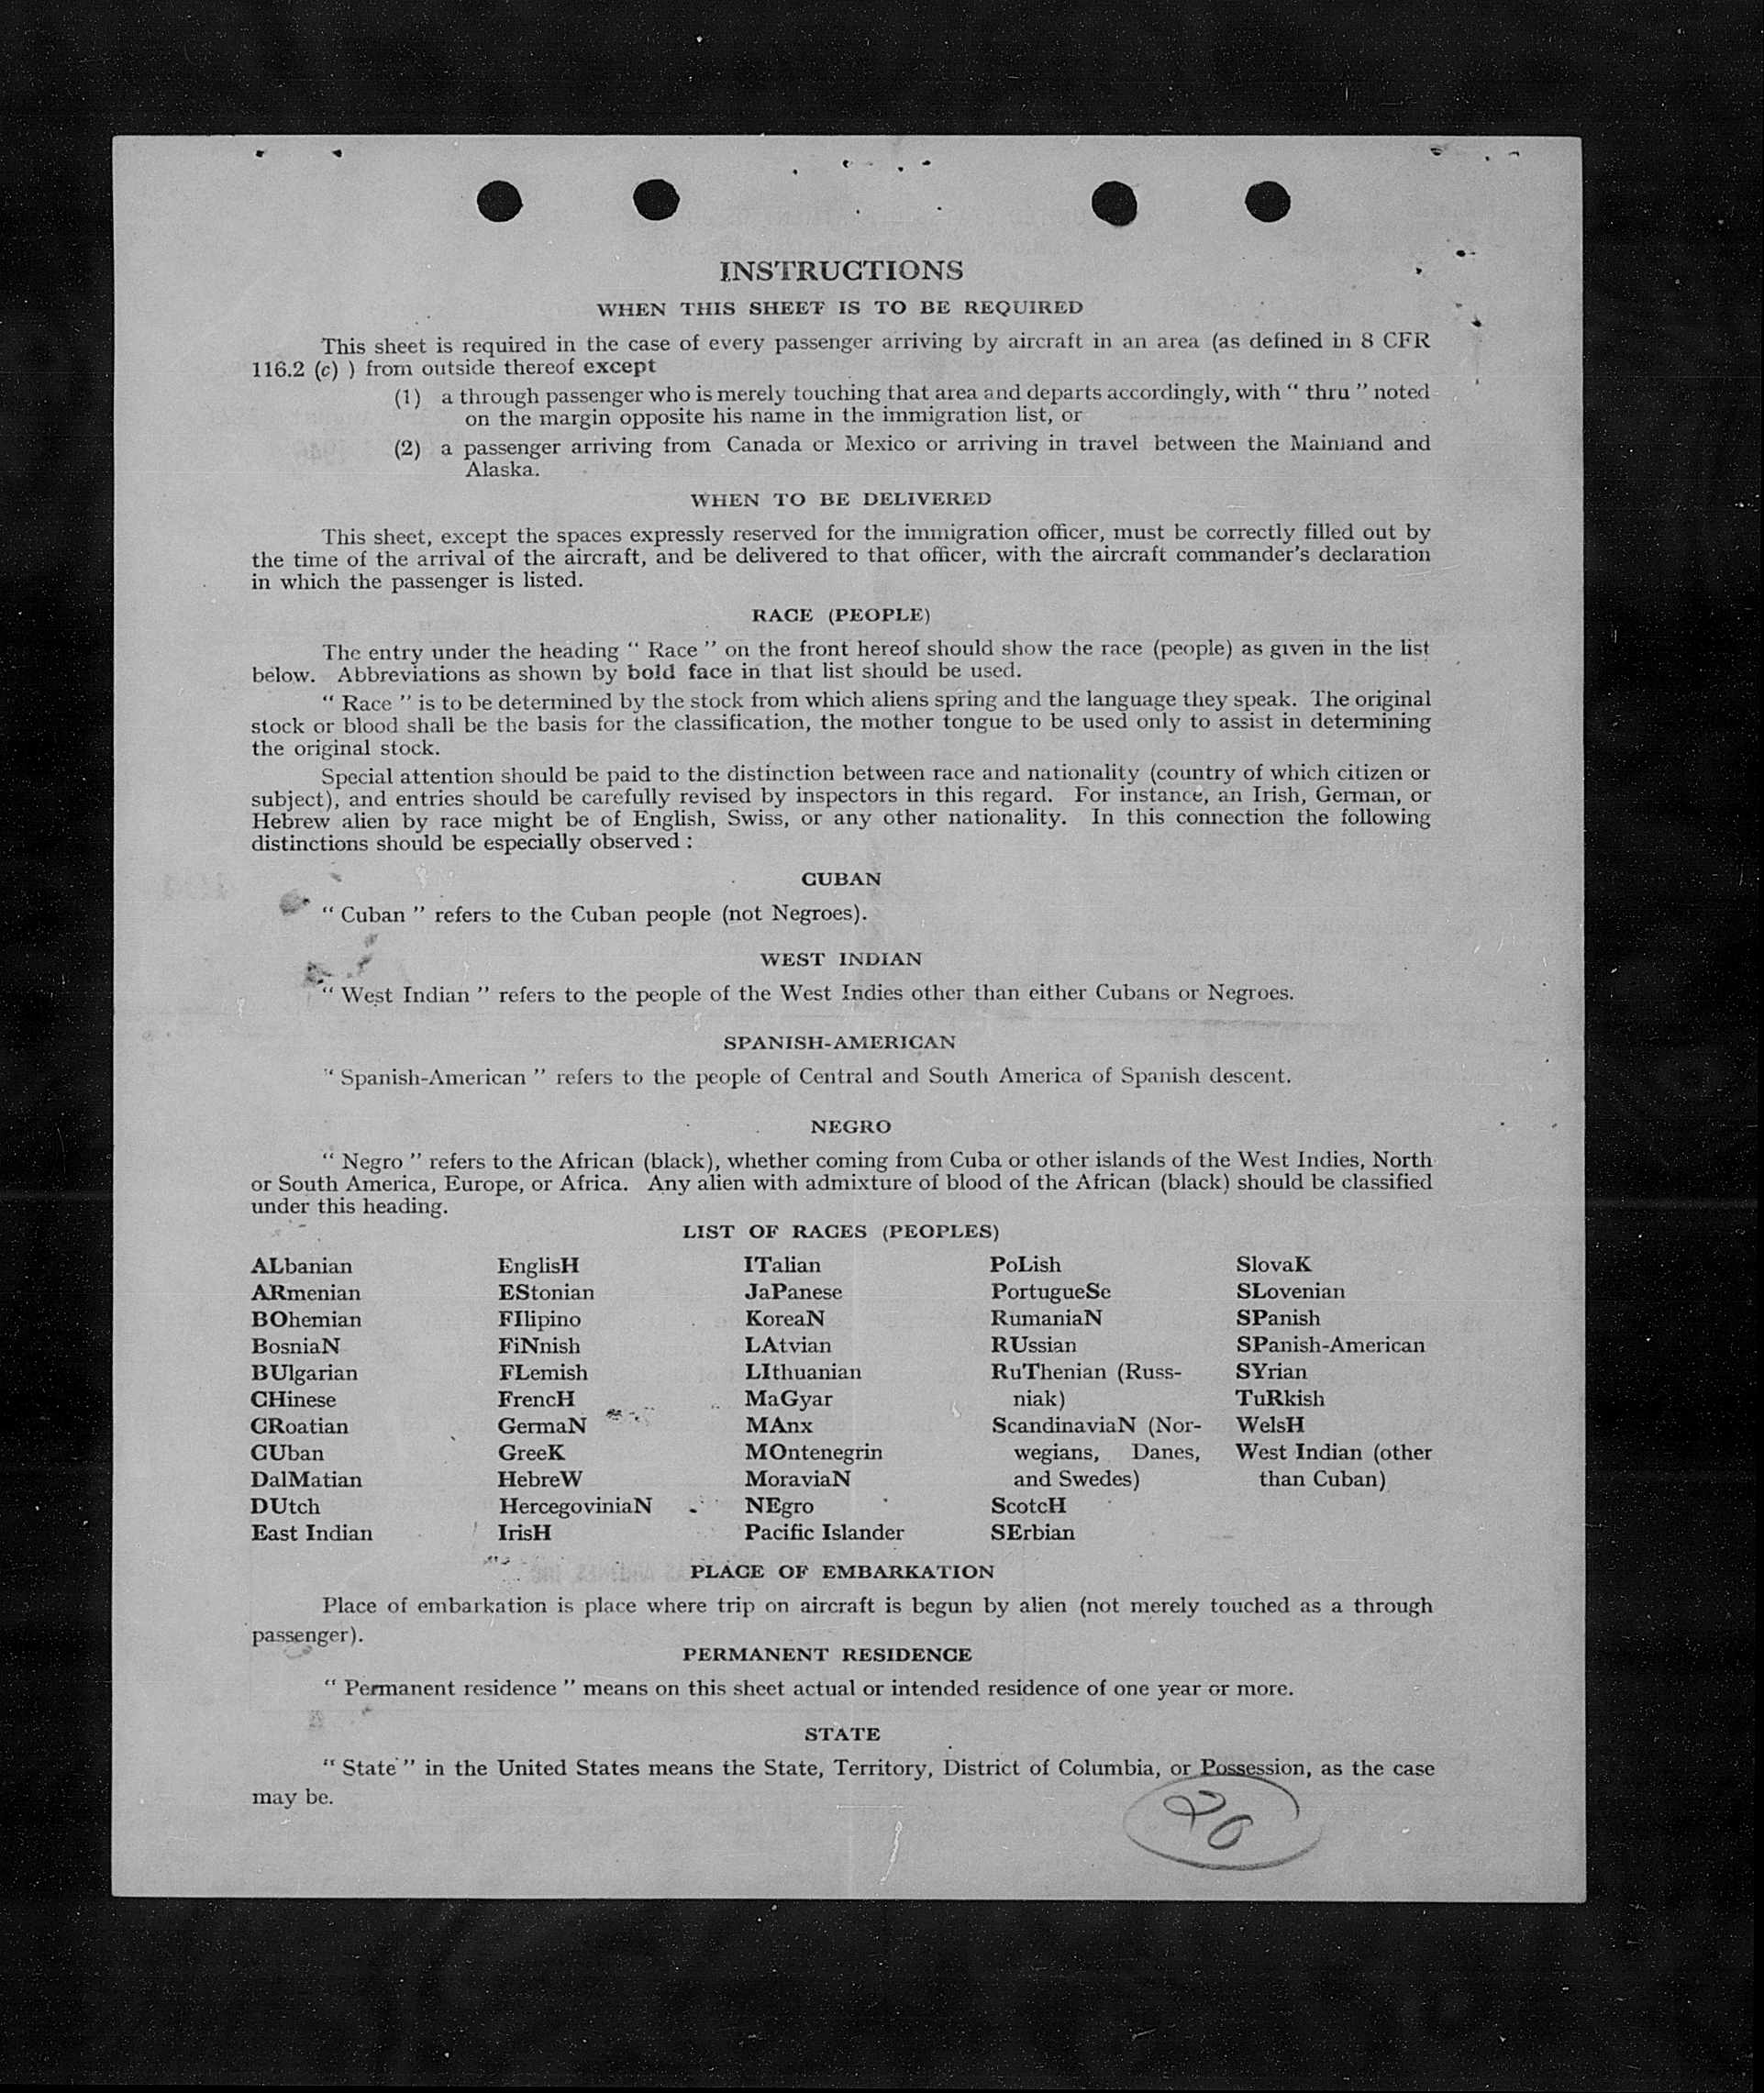 INSTRUCTIONS
WHEN THIS SHEET IS TO BE REQUIRED
This sheet is required in the case of every passenger arriving by aircraft in an area (as defined in 8 CFR
116.2 (c) ) from outside thereof except
(1) a through passenger who is merely touching that area and departs accordingly, with “ thru ” noted
on the margin opposite his name in the immigration list, or
(2) a passenger arriving from Canada or Mexico or arriving in travel between the Mainland and
Alaska.
WHEN TO BE DELIVERED
This sheet, except the spaces expressly reserved for the immigration officer, must be correctly filled out by
the time of the arrival of the aircraft, and be delivered to that officer, with the aircraft commander’s declaration
in which the passenger is listed.
RACE (PEOPLE)
The entry under the heading “ Race ” on the front hereof should show the race (people) as given in the list
below. Abbreviations as shown by bold face in that list should be used.
“ Race ” is to be determined by the stock from which aliens spring and the language they speak. The original
stock or blood shall be the basis for the classification, the mother tongue to be used only to assist in determining
the original stock.
Special attention should be paid to the distinction between race and nationality (country of which citizen or
subject), and entries should be carefully revised by inspectors in this regard. For instance, an Irish, German, or
Hebrew alien by race might be of English, Swiss, or any other nationality. In this connection the following
distinctions should be especially observed :
CUBAN
“ Cuban ” refers to the Cuban people (not Negroes).
WEST INDIAN
“ West Indian ” refers to the people of the West Indies other than either Cubans or Negroes.
SPANISH-AMERICAN
“ Spanish-American ” refers to the people of Central and South America of Spanish descent.
NEGRO
“ Negro ” refers to the African (black), whether coming from Cuba or other islands of the West Indies, North
or South America, Europe, or Africa. Any alien with admixture of blood of the African (black) should be classified
under this heading.
LIST OF RACES (PEOPLES)
ALbanian
ARmenian
BOhemian
BosniaN
BUlgarian
CHinese
CRoatian
CUban
DalMatian
DUtch
East Indian
EnglisH
EStonian
FIlipino
FiNnish
FLemish
FrencH
GermaN
GreeK
HebreW
HercegoviniaN
IrisH
ITalian
JaPanese
KoreaN
LAtvian
LIthuanian
MaGyar
MAnx
MOntenegrin
MoraviaN
NEgro
Pacific Islander
PoLish
PortugueSe
RumaniaN
RUssian
RuThenian (Russ-
niak)
ScandinaviaN (Nor-
wegians, Danes,
and Swedes)
ScotcH
SErbian
SlovaK
SLovenian
SPanish
SPanish-American
SYrian
TuRkish
WelsH
West Indian (other
than Cuban)
PLACE OF EMBARKATION
Place of embarkation is place where trip on aircraft is begun by alien (not merely touched as a through
passenger).
PERMANENT RESIDENCE
“ Permanent residence ” means on this sheet actual or intended residence of one year or more.
STATE
“ State ” in the United States means the State, Territory, District of Columbia, or Possession, as the case
may be.
20